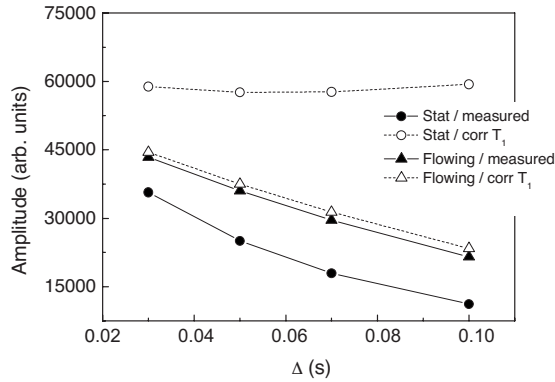 75000
60000
45000
30000
15000
Amplitude (arb. units)
Stat / measured
Stat / corr T1
Flowing / measured
Flowing / corr T1
0.02
0.04
0.06
0.08
0.10
Δ (s)